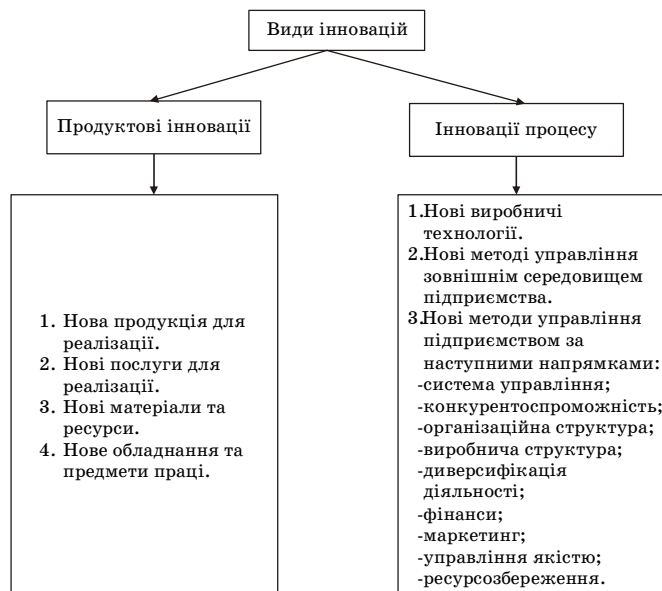 Види інновацій
Продуктові інновації
Інновації процесу
1. Нова продукція для
реалізації.
2. Нові послуги для
реалізації.
3. Нові матеріали та
ресурси.
4. Нове обладнання та
предмети праці.
1.Нові виробничі
технології.
2.Нові методі управління
зовнішнім середовищем
підприємства.
3.Нові методи управління
підприємством за
наступними напрямками:
-система управління;
-конкурентоспроможність;
-організаційна структура;
-виробнича структура;
-диверсифікація
діяльності;
-фінанси;
-маркетинг;
-управління якістю;
-ресурсозбереження.